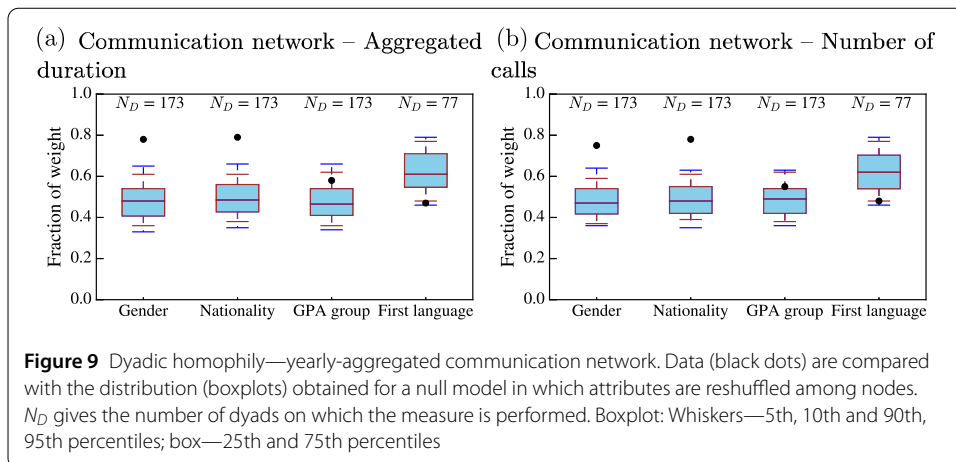 (a) Communication network – Aggregated
duration
(b) Communication network – Number of
calls
1.0
0.8
0.6
0.4
0.2
0.0
Fraction of weight
N_D = 173
N_D = 173
N_D = 173
N_D = 77
Gender
Nationality
GPA group
First language
1.0
0.8
0.6
0.4
0.2
0.0
Fraction of weight
N_D = 173
N_D = 173
N_D = 173
N_D = 77
Gender
Nationality
GPA group
First language
Figure 9 Dyadic homophily—yearly-aggregated communication network. Data (black dots) are compared
with the distribution (boxplots) obtained for a null model in which attributes are reshuffled among nodes.
N_D gives the number of dyads on which the measure is performed. Boxplot: Whiskers—5th, 10th and 90th,
95th percentiles; box—25th and 75th percentiles